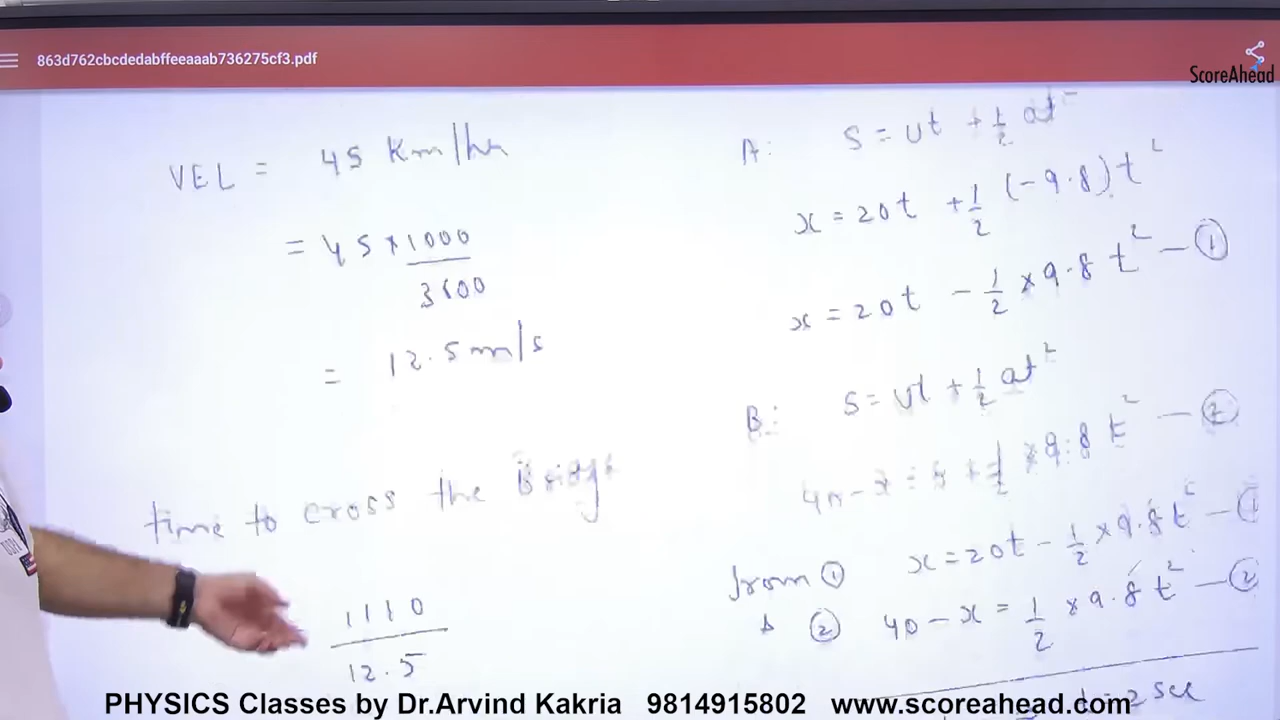 863d762cbcdedabffeeaaab736275cf3.pdf
ScoreAhead
VEL = 45 Km/hr
= 45 × 1000
3600
= 12.5 m/s
time to cross the Bridge
1110
12.5
A: S = Ut + 1/2 at²
x = 20t + 1/2 (-9.8) t²
x = 20t - 1/2 × 9.8 t² — ①
B: S = Ut + 1/2 at²
40-x = + 1/2 × 9.8 t² — ②
from ① x = 20t - 1/2 × 9.8 t² — ①
② 40 - x = 1/2 × 9.8 t² — ②
2 sec
PHYSICS Classes by Dr.Arvind Kakria 9814915802 www.scoreahead.com